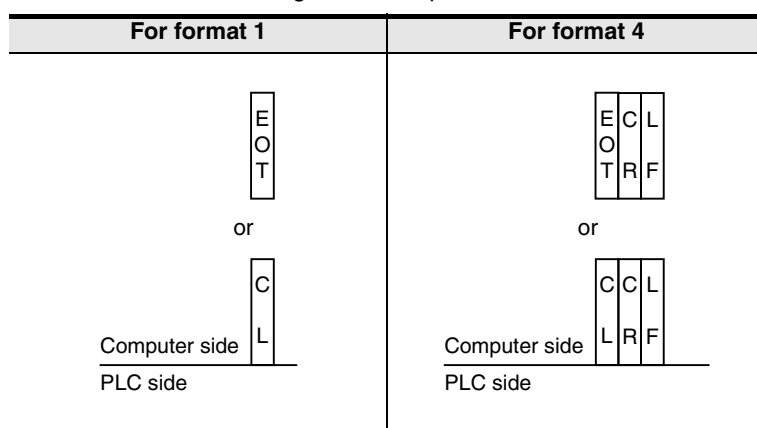 For format 1
For format 4
E
O
T
or
C
L
Computer side
PLC side
E C L
O
T R F
or
C C L
L R F
Computer side
PLC side